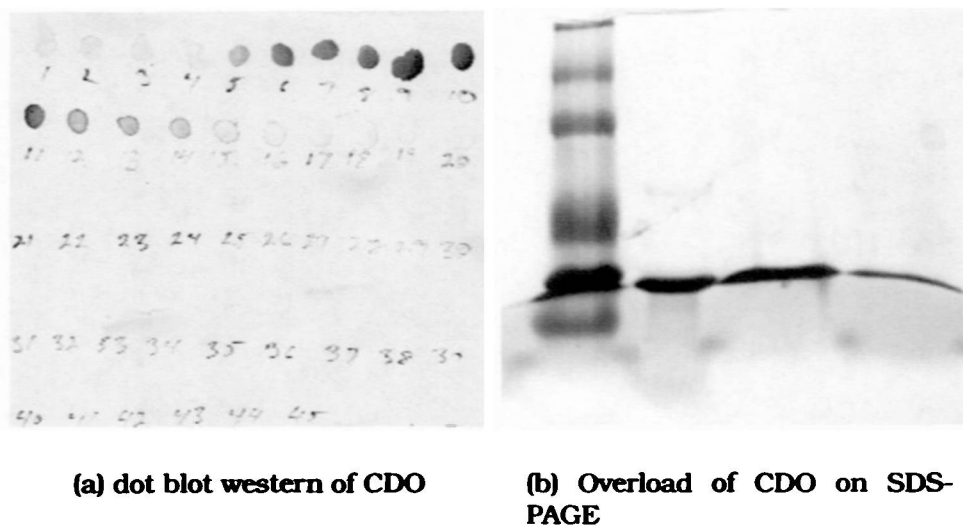 1 2 3 4 5 6 7 8 9 10
11 12 13 14 15 16 17 18 19 20
21 22 23 24 25 26 27 28 29 30
31 32 33 34 35 36 37 38 39
40 41 42 43 44 45
(a) dot blot western of CDO
(b) Overload of CDO on SDS-
PAGE